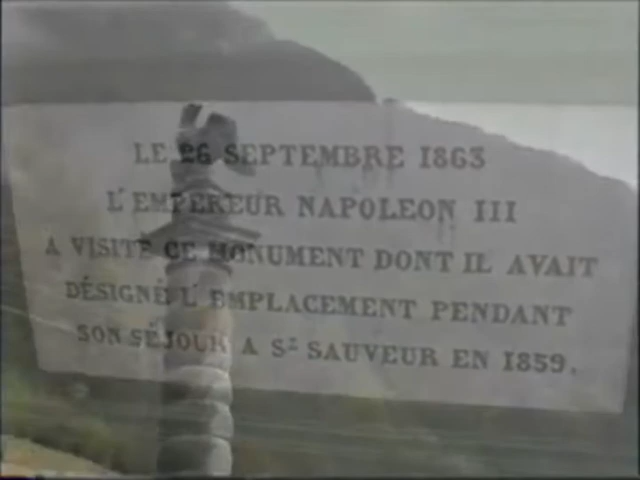 LE 26 SEPTEMBRE 1863
L'EMPEREUR NAPOLEON III
A VISITÉ CE MONUMENT DONT IL AVAIT
DÉSIGNÉ L'EMPLACEMENT PENDANT
SON SÉJOUR A ST SAUVEUR EN 1859.